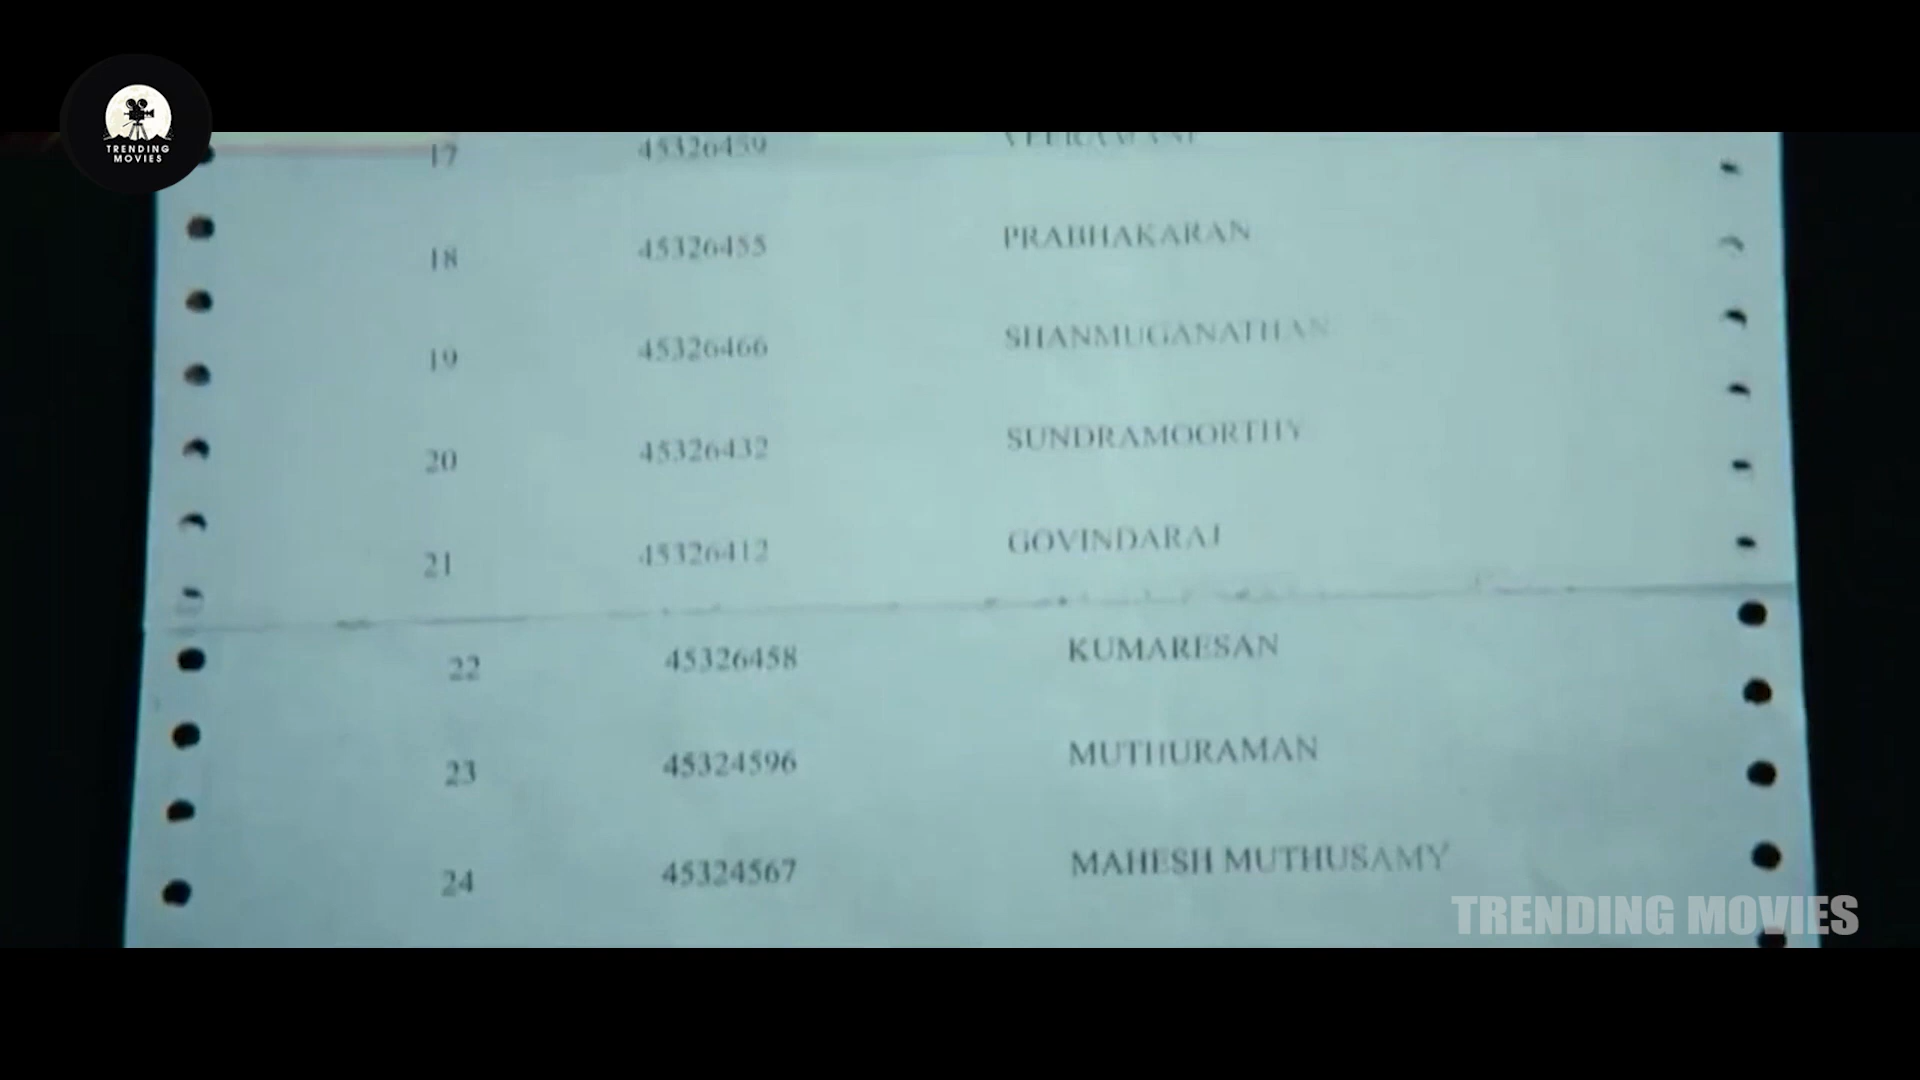 TRENDING
MOVIES
17 45326459
18 45326455 PRABHAKARAN
19 45326466 SHANMUGANATHAN
20 45326432 SUNDRAMOORTHY
21 45326412 GOVINDARAJ
22 45326458 KUMARESAN
23 45324596 MUTHURAMAN
24 45324567 MAHESH MUTHUSAMY
TRENDING MOVIES